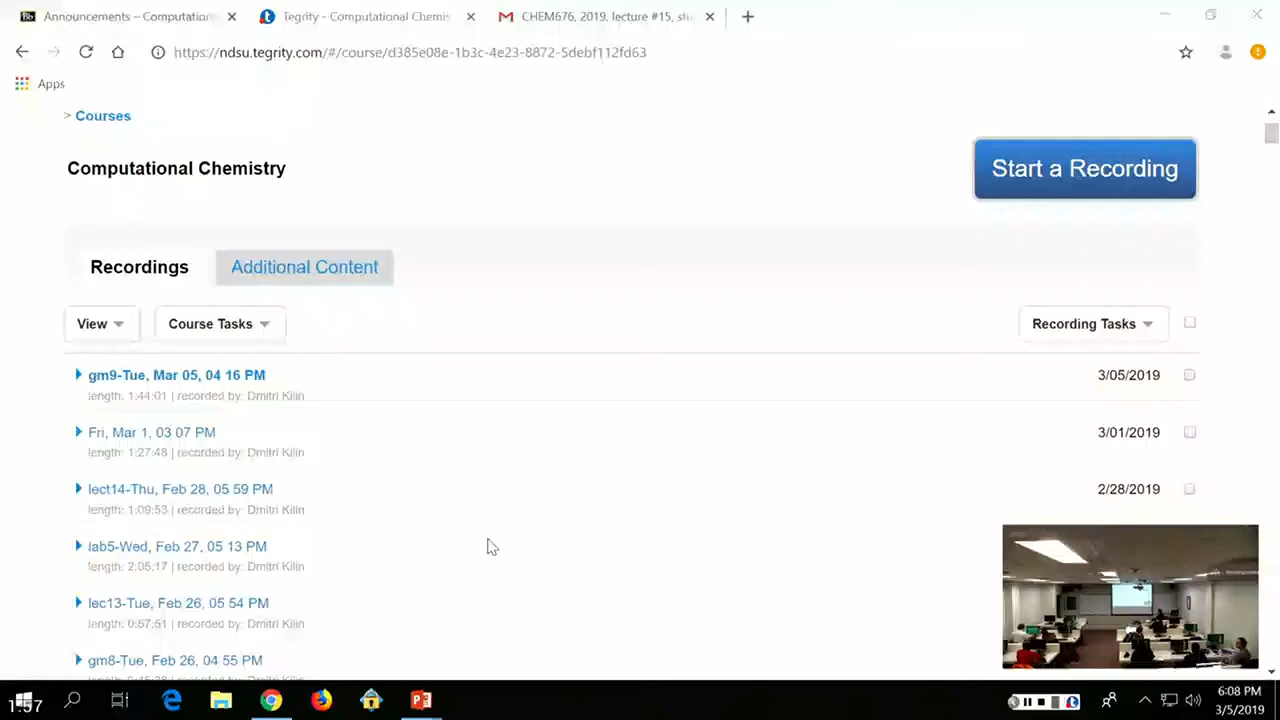 Announcements – Computation
Tegrity - Computational Chemis
CHEM676, 2019, lecture #15, stu
https://ndsu.tegrity.com/#/course/d385e08e-1b3c-4e23-8872-5debf112fd63
Apps
> Courses
Computational Chemistry
Start a Recording
Recordings
Additional Content
View
Course Tasks
Recording Tasks
gm9-Tue, Mar 05, 04 16 PM
3/05/2019
length: 1:44:01 | recorded by: Dmitri Kilin
Fri, Mar 1, 03 07 PM
3/01/2019
length: 1:27:48 | recorded by: Dmitri Kilin
lect14-Thu, Feb 28, 05 59 PM
2/28/2019
length: 1:09:53 | recorded by: Dmitri Kilin
lab5-Wed, Feb 27, 05 13 PM
length: 2:05:17 | recorded by: Dmitri Kilin
lec13-Tue, Feb 26, 05 54 PM
length: 0:57:51 | recorded by: Dmitri Kilin
gm8-Tue, Feb 26, 04 55 PM
1:57
6:08 PM
3/5/2019